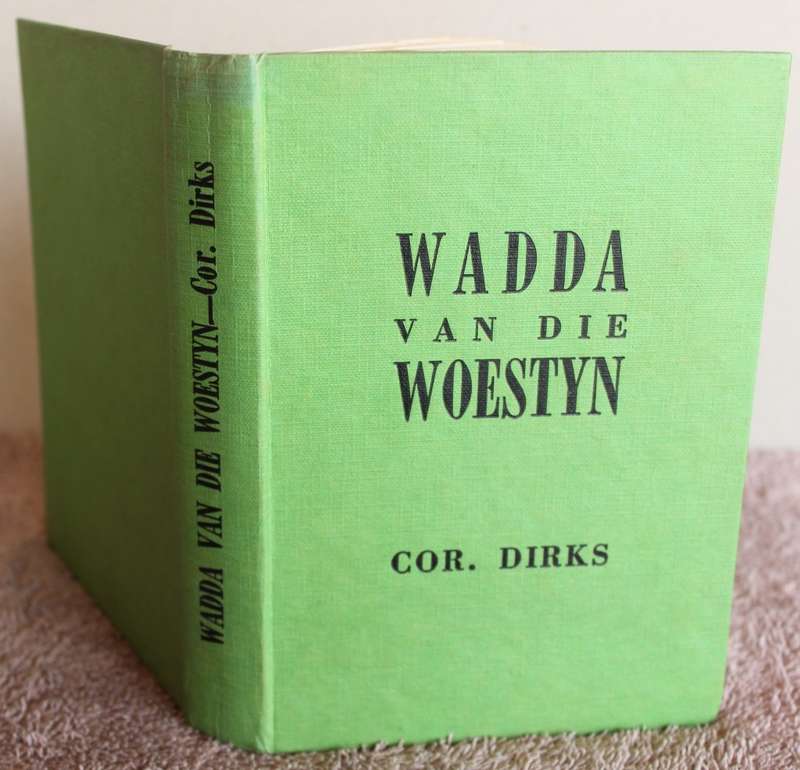 WADDA VAN DIE WOESTYN—Cor. Dirks
WADDA
VAN DIE
WOESTYN
COR. DIRKS